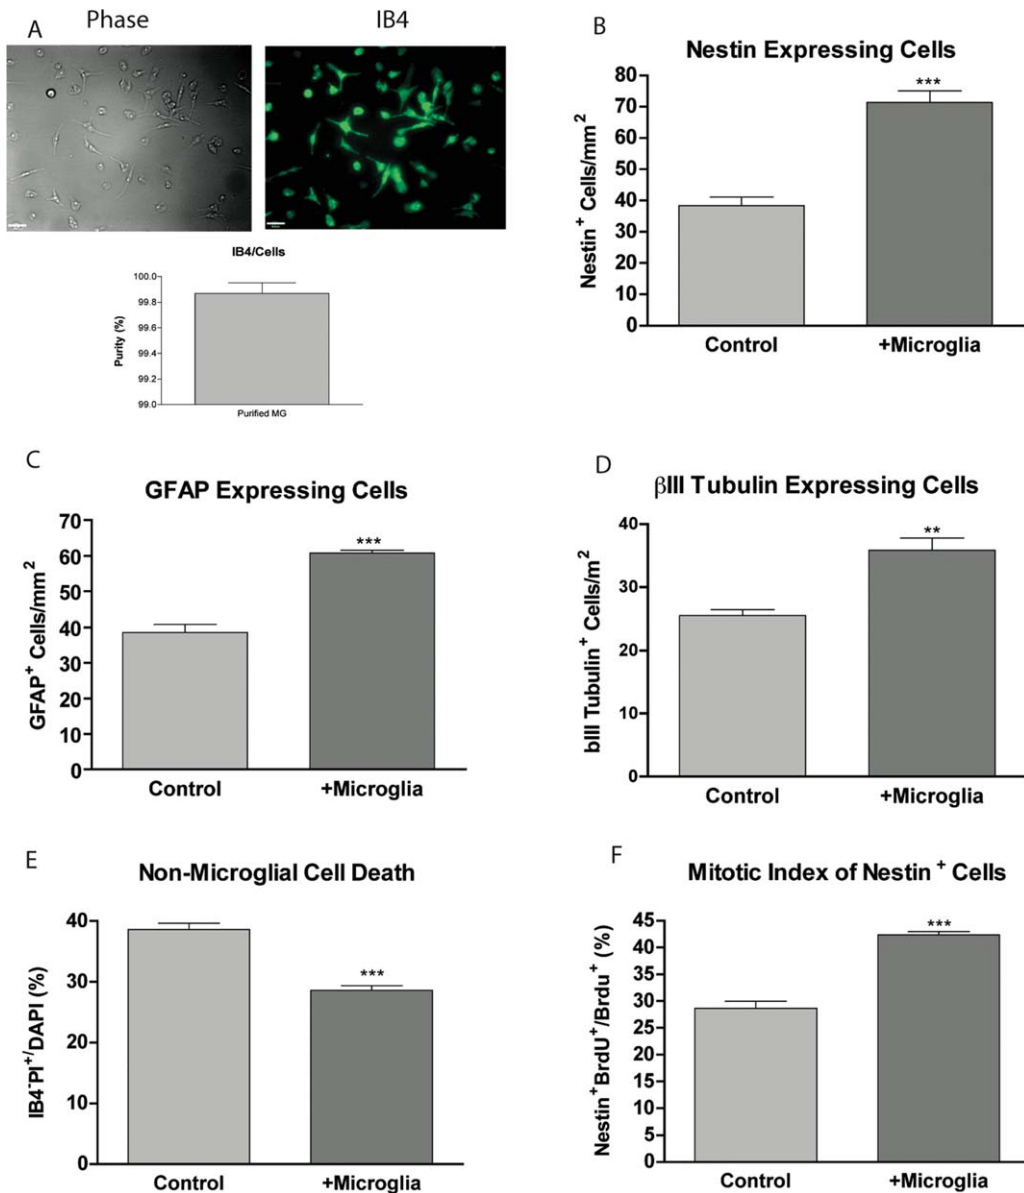 A
Phase
IB4
IB4/Cells
100.0
99.8
99.6
99.4
99.2
99.0
Purity (%)
Purified MG
B
Nestin Expressing Cells
80
70
60
50
40
30
20
10
0
Nestin⁺ Cells/mm²
***
Control
+Microglia
C
GFAP Expressing Cells
70
60
50
40
30
20
10
0
GFAP⁺ Cells/mm²
***
Control
+Microglia
D
βIII Tubulin Expressing Cells
40
30
20
10
0
bIII Tubulin⁺ Cells/m²
**
Control
+Microglia
E
Non-Microglial Cell Death
40
30
20
10
0
IB4⁻PI⁺/DAPI (%)
***
Control
+Microglia
F
Mitotic Index of Nestin ⁺ Cells
45
40
35
30
25
20
15
10
5
0
Nestin⁺BrdU⁺/Brdu⁺ (%)
***
Control
+Microglia